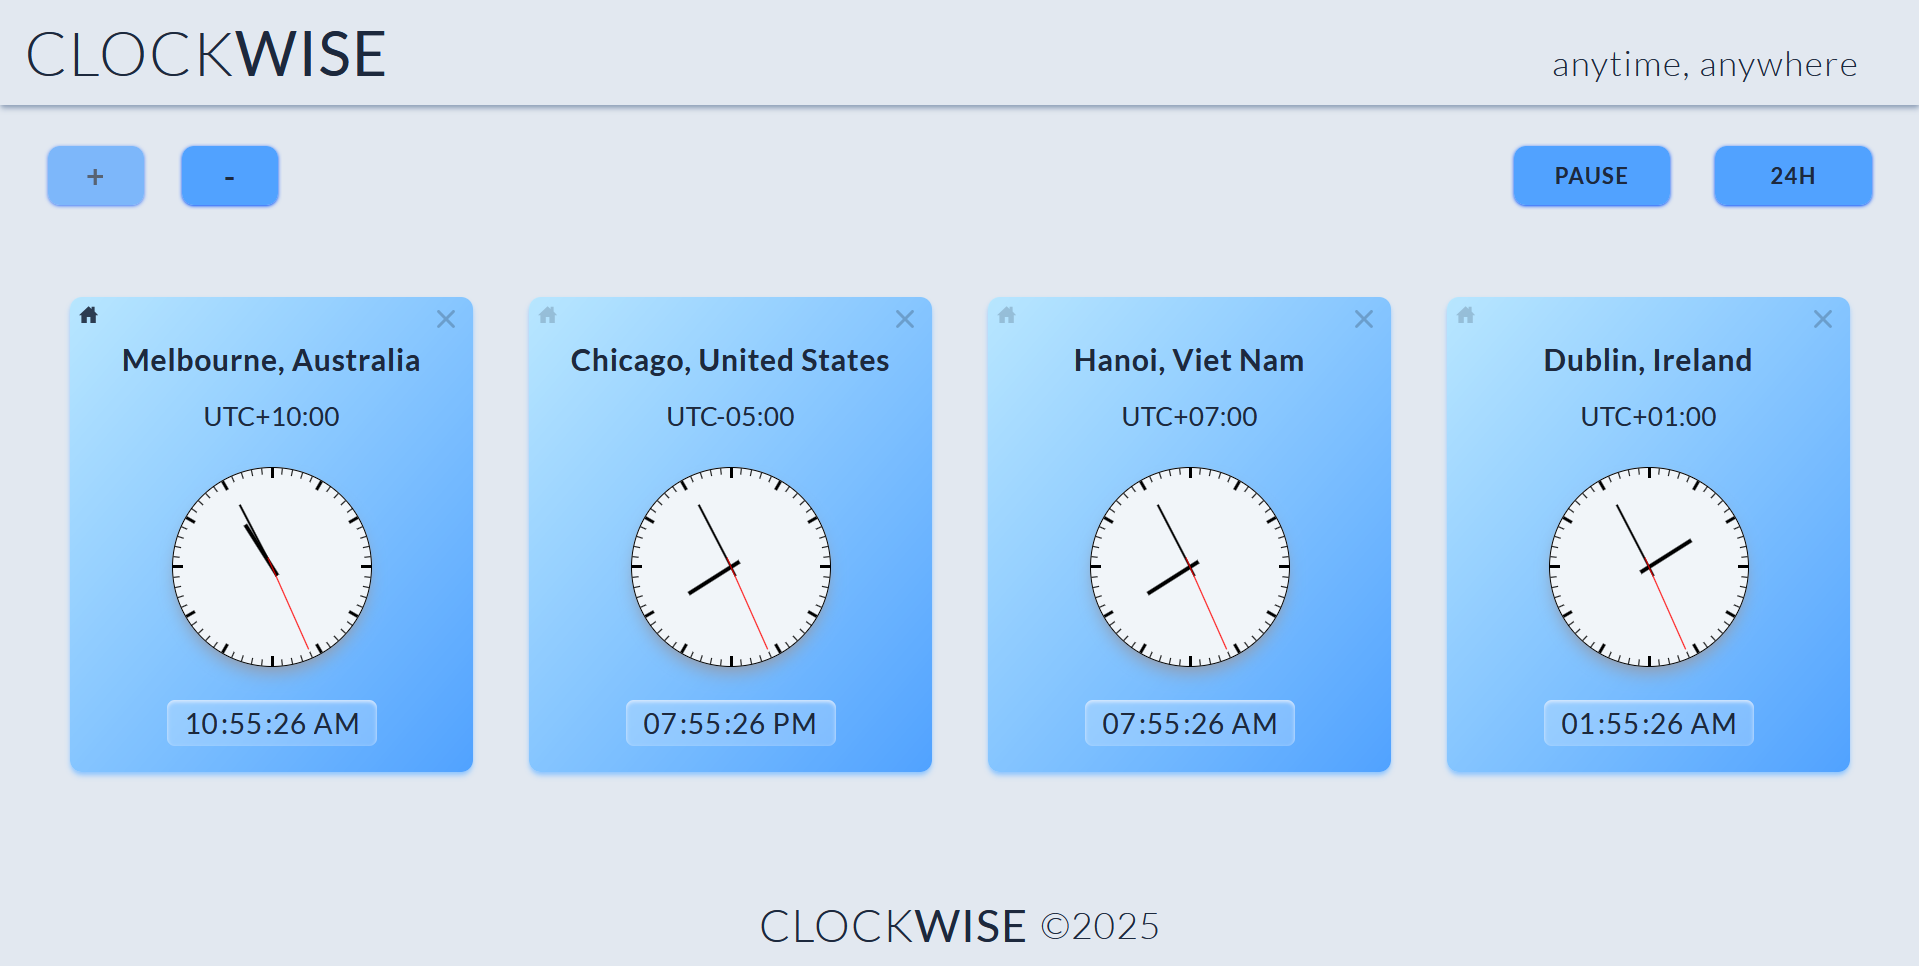 CLOCKWISE
anytime, anywhere
+ - PAUSE 24H
Melbourne, Australia
UTC+10:00
10:55:26 AM
Chicago, United States
UTC-05:00
07:55:26 PM
Hanoi, Viet Nam
UTC+07:00
07:55:26 AM
Dublin, Ireland
UTC+01:00
01:55:26 AM
CLOCKWISE ©2025